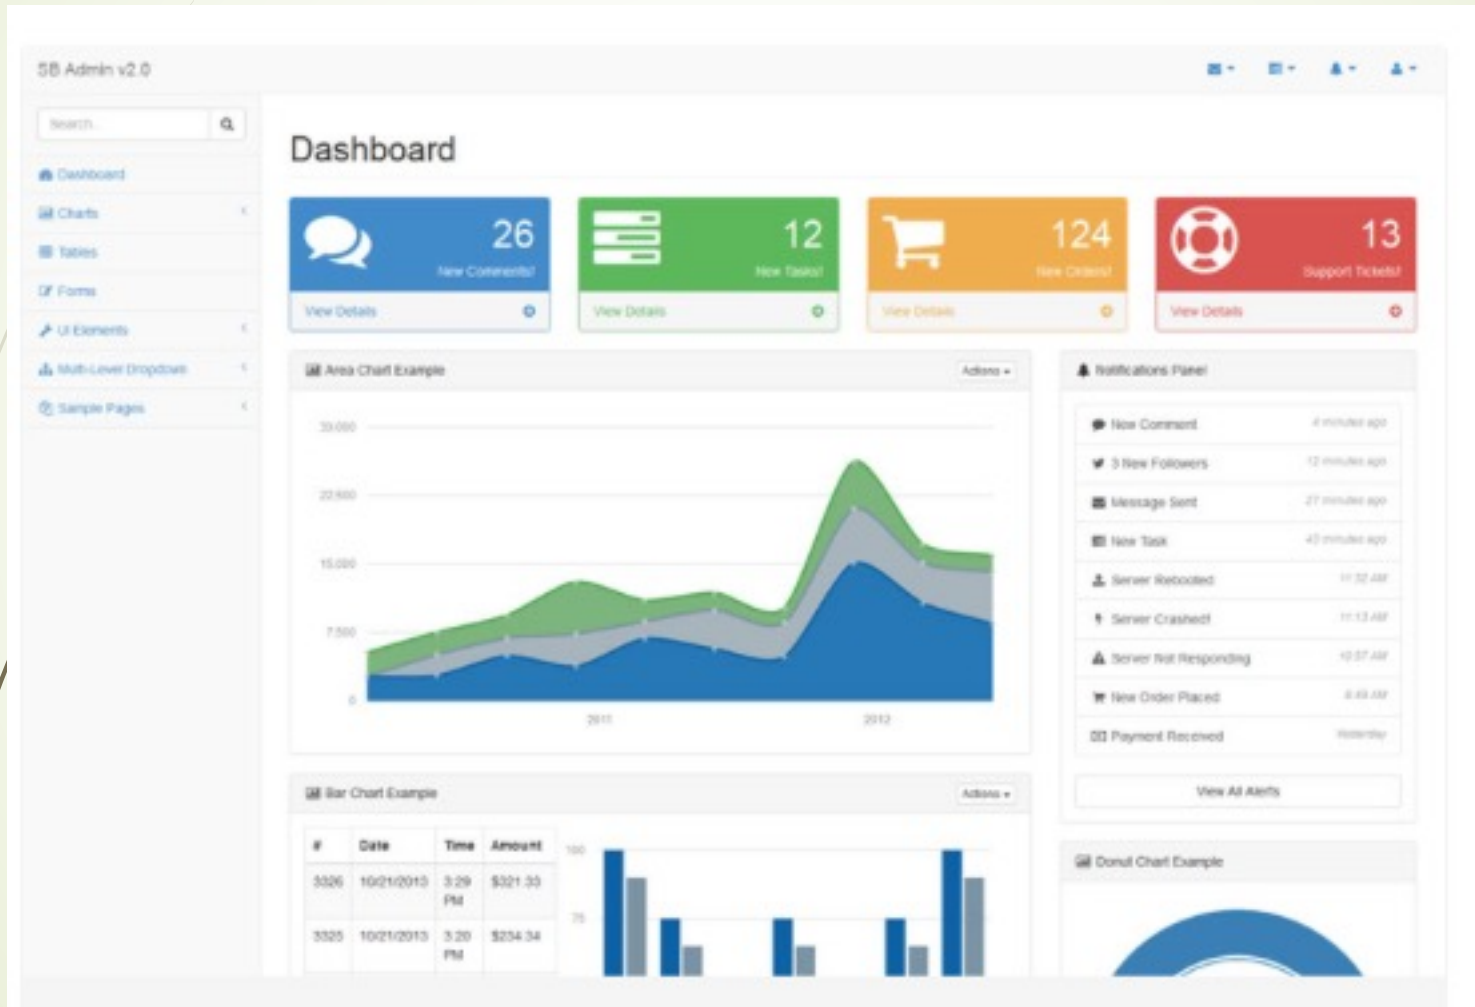 SB Admin v2.0
Search...
Dashboard
Charts
Tables
Forms
UI Elements
Multi-Level Dropdown
Sample Pages
Dashboard
26
New Comments!
View Details
12
New Tasks!
View Details
124
New Orders!
View Details
13
Support Tickets!
View Details
Area Chart Example
Actions
30,000
22,500
15,000
7,500
0
2011
2012
Notifications Panel
New Comment 4 minutes ago
3 New Followers 12 minutes ago
Message Sent 27 minutes ago
New Task 43 minutes ago
Server Rebooted 11:32 AM
Server Crashed! 11:13 AM
Server Not Responding 10:57 AM
New Order Placed 9:49 AM
Payment Received Yesterday
View All Alerts
Bar Chart Example
Actions
# Date Time Amount
3326 10/21/2013 3:29 PM $321.33
3325 10/21/2013 3:20 PM $234.34
100
75
Donut Chart Example